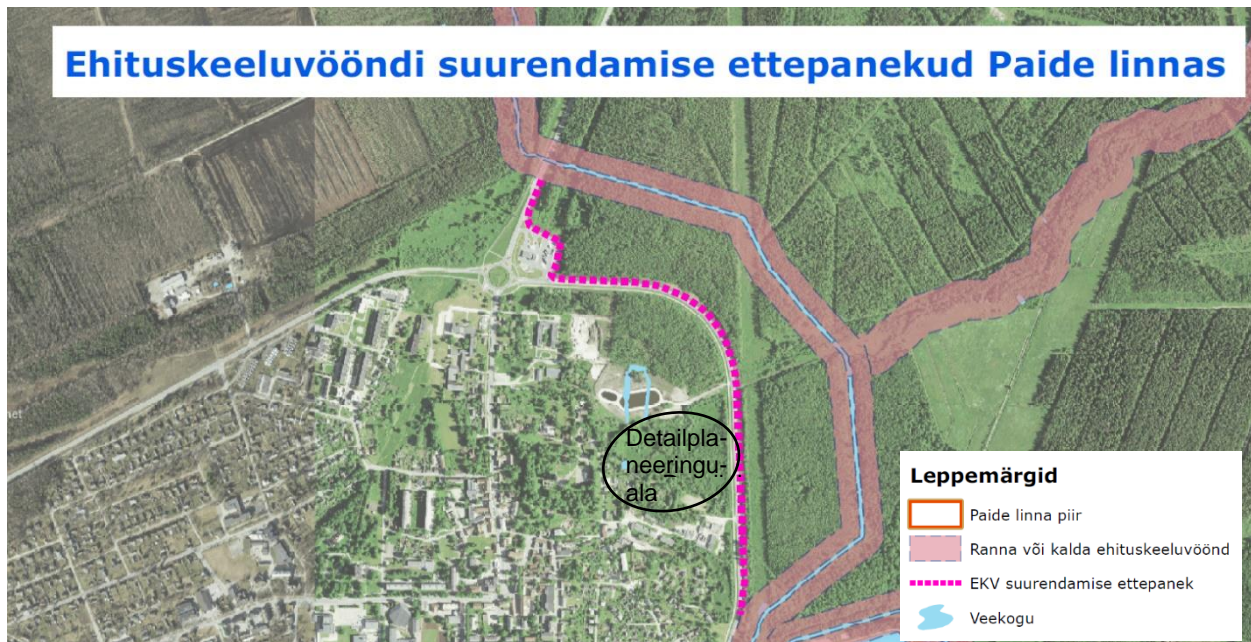 Ehituskeeluvööndi suurendamise ettepanekud Paide linnas
net
Detailpla-
neeringu-
ala
Leppemärgid
Paide linna piir
Ranna või kalda ehituskeeluvöönd
EKV suurendamise ettepanek
Veekogu